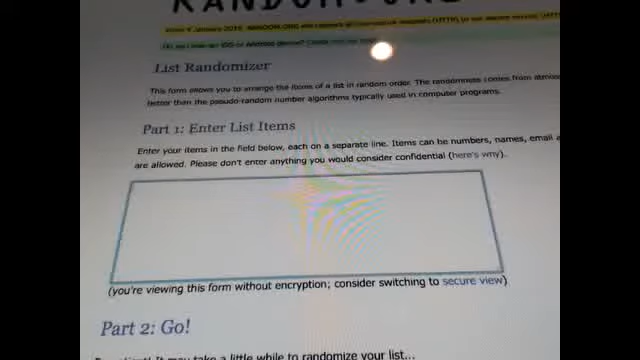 RANDOM.ORG
List Randomizer
This form allows you to arrange the items of a list in random order. The randomness comes from atmos
faster than the pseudo-random number algorithms typically used in computer programs.
Part 1: Enter List Items
Enter your items in the field below, each on a separate line. Items can be numbers, names, email a
are allowed. Please don't enter anything you would consider confidential (here's why).
(you're viewing this form without encryption; consider switching to secure view)
Part 2: Go!
It may take a little while to randomize your list...